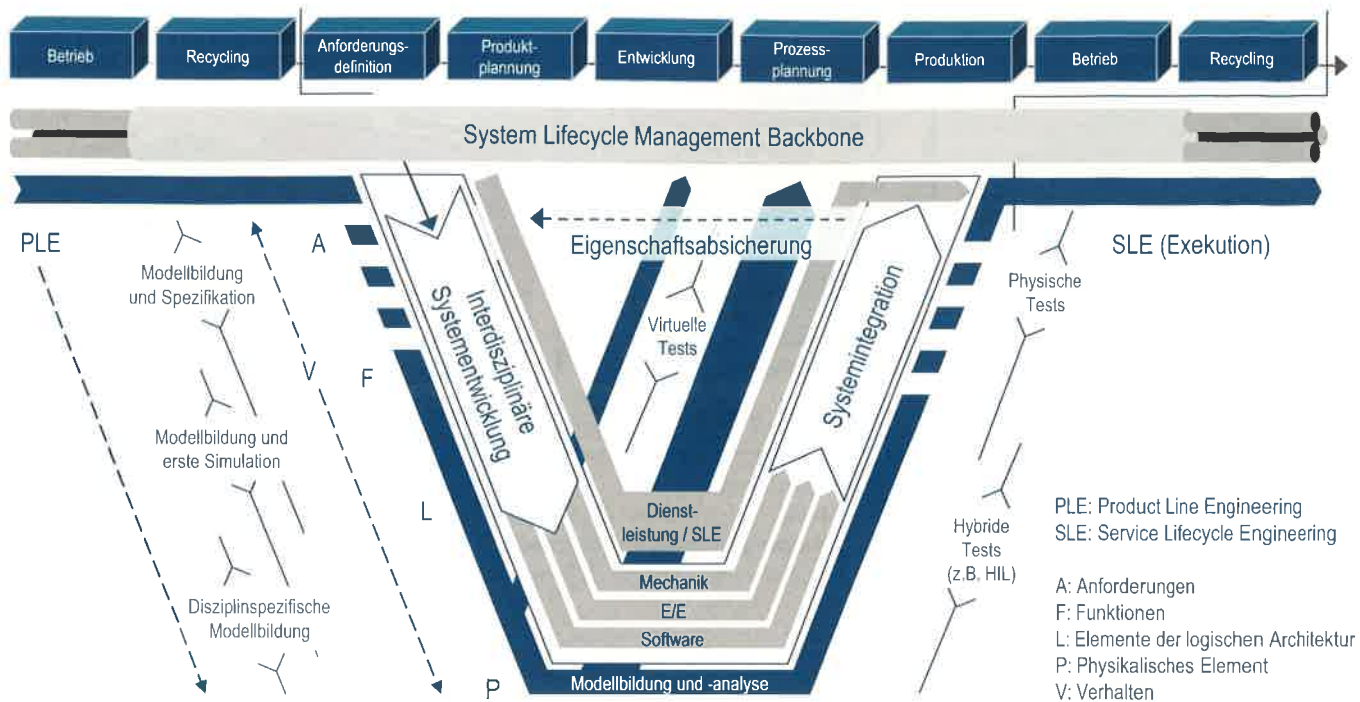 Betrieb
Recycling
Anforderungs-
definition
Produkt-
plannung
Entwicklung
Prozess-
plannung
Produktion
Betrieb
Recycling
System Lifecycle Management Backbone
PLE
A
Eigenschaftsabsicherung
SLE (Exekution)
Modellbildung
und Spezifikation
Interdisziplinäre
Systementwicklung
Virtuelle
Tests
Systemintegration
Physische
Tests
V
F
Modellbildung und
erste Simulation
L
Dienst-
leistung / SLE
Hybride
Tests
(z,B, HIL)
PLE: Product Line Engineering
SLE: Service Lifecycle Engineering
Mechanik
E/E
Software
Disziplinspezifische
Modellbildung
A: Anforderungen
F: Funktionen
L: Elemente der logischen Architektur
P: Physikalisches Element
V: Verhalten
P
Modellbildung und -analyse